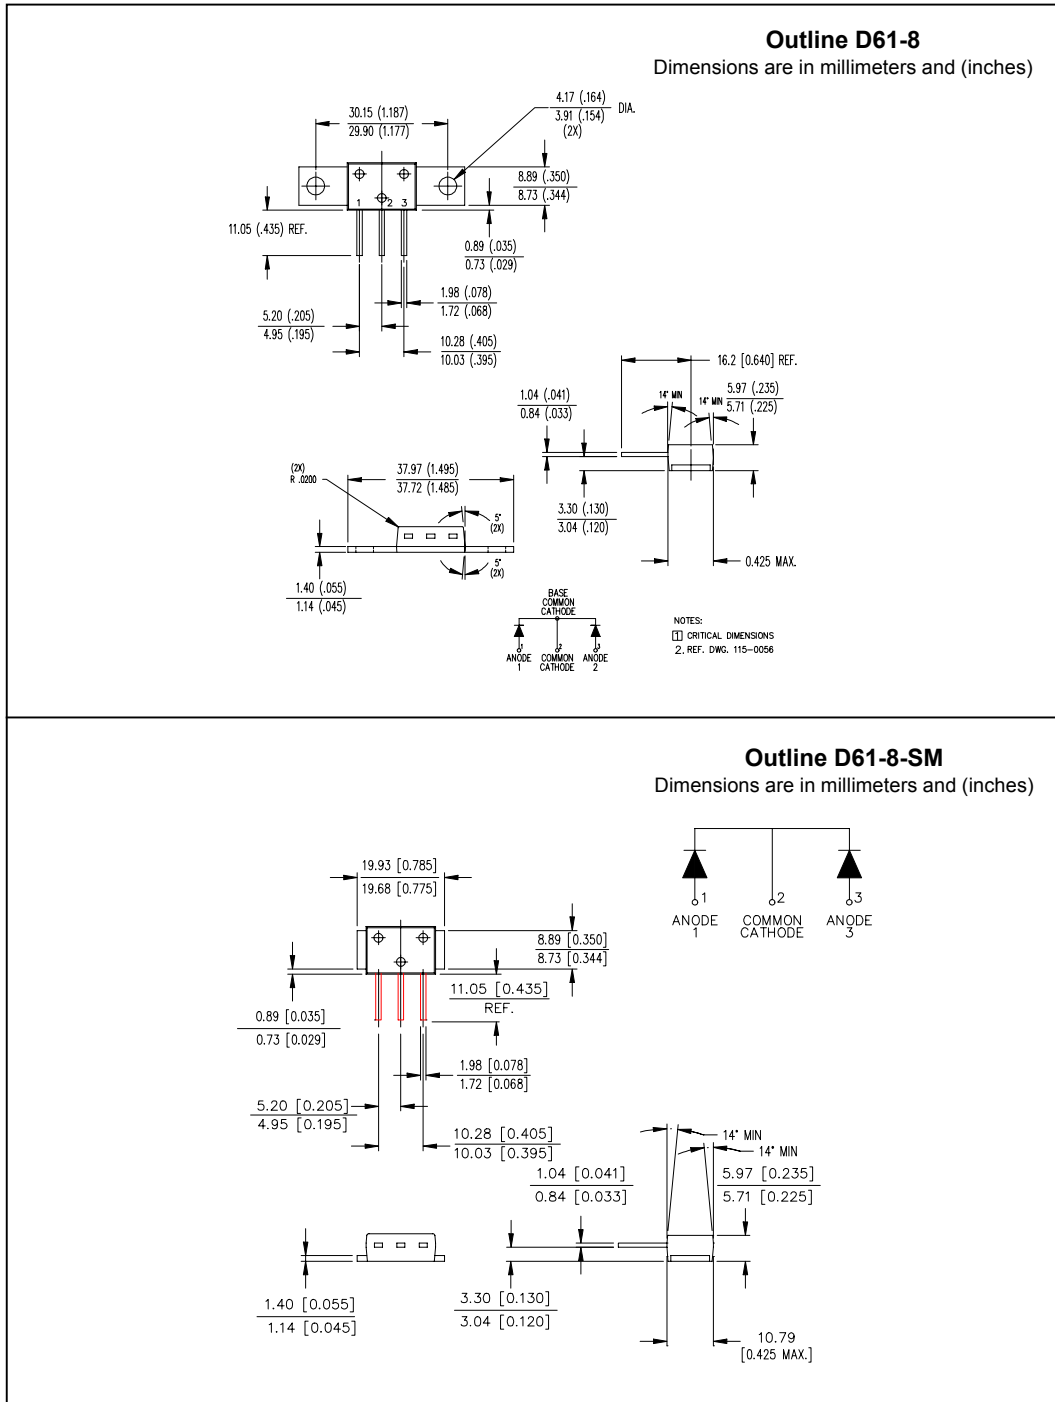 Outline D61-8
Dimensions are in millimeters and (inches)
30.15 (1.187)
29.90 (1.177)
4.17 (.164)
3.91 (.154)
DIA.
(2X)
8.89 (.350)
8.73 (.344)
1 2 3
11.05 (.435) REF.
0.89 (.035)
0.73 (.029)
1.98 (.078)
1.72 (.068)
5.20 (.205)
4.95 (.195)
10.28 (.405)
10.03 (.395)
16.2 [0.640] REF.
1.04 (.041)
0.84 (.033)
14° MIN
14° MIN
5.97 (.235)
5.71 (.225)
(2X)
R .0200
37.97 (1.495)
37.72 (1.485)
5°
(2X)
3.30 (.130)
3.04 (.120)
0.425 MAX.
5°
(2X)
1.40 (.055)
1.14 (.045)
BASE
COMMON
CATHODE
1 2 3
ANODE COMMON ANODE
1 CATHODE 2
NOTES:
1 CRITICAL DIMENSIONS
2. REF. DWG. 115-0056
Outline D61-8-SM
Dimensions are in millimeters and (inches)
19.93 [0.785]
19.68 [0.775]
1 2 3
ANODE COMMON ANODE
1 CATHODE 3
8.89 [0.350]
8.73 [0.344]
11.05 [0.435]
REF.
0.89 [0.035]
0.73 [0.029]
1.98 [0.078]
1.72 [0.068]
5.20 [0.205]
4.95 [0.195]
10.28 [0.405]
10.03 [0.395]
14° MIN
14° MIN
1.04 [0.041]
0.84 [0.033]
5.97 [0.235]
5.71 [0.225]
1.40 [0.055]
1.14 [0.045]
3.30 [0.130]
3.04 [0.120]
10.79
[0.425 MAX.]